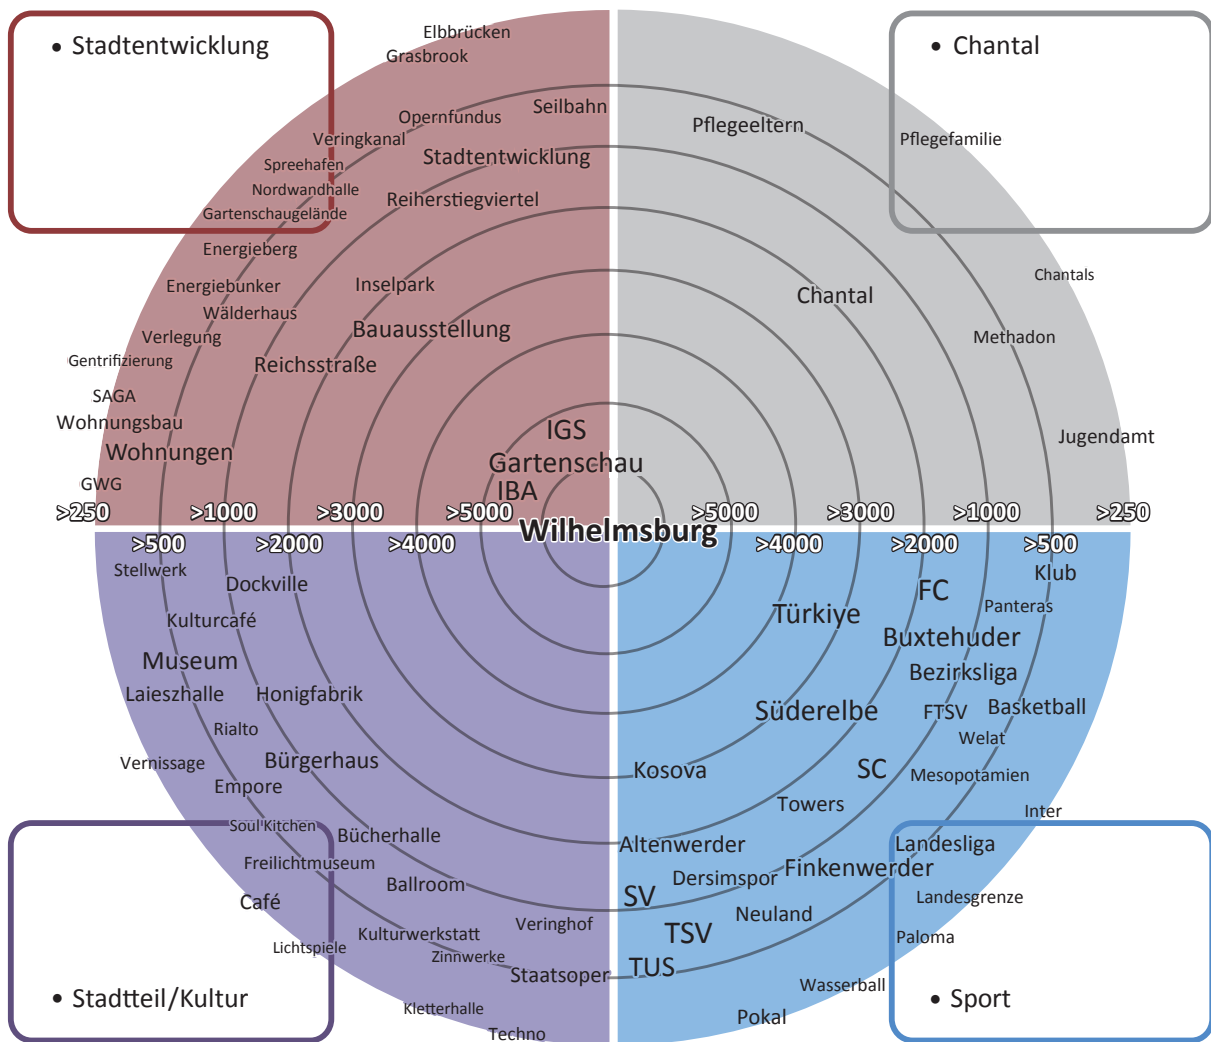 • Stadtentwicklung
Elbbrücken
Grasbrook
Seilbahn
Opernfundus
Veringkanal
Stadtentwicklung
Spreehafen
Nordwandhalle
Reiherstiegviertel
Gartenschaugelände
Energieberg
Energiebunker
Inselpark
Wälderhaus
Bauausstellung
Verlegung
Gentrifizierung
Reichsstraße
SAGA
Wohnungsbau
IGS
Wohnungen
Gartenschau
GWG
IBA
• Chantal
Pflegeeltern
Pflegefamilie
Chantals
Chantal
Methadon
Jugendamt
>250
>1000
>3000
>5000
Wilhelmsburg
>5000
>3000
>1000
>250
>500
>2000
>4000
>4000
>2000
>500
Stellwerk
Dockville
Kulturcafé
Museum
Laieszhalle
Honigfabrik
Rialto
Vernissage
Bürgerhaus
Empore
Soul Kitchen
Bücherhalle
Freilichtmuseum
Ballroom
Café
Veringhof
Kulturwerkstatt
Lichtspiele
Zinnwerke
Staatsoper
Kletterhalle
Techno
• Stadtteil/Kultur
Klub
FC
Panteras
Türkiye
Buxtehuder
Bezirksliga
Süderelbe
FTSV
Basketball
Welat
Kosova
SC
Mesopotamien
Towers
Inter
Altenwerder
Landesliga
Finkenwerder
Dersimspor
SV
Landesgrenze
Neuland
TSV
Paloma
TUS
Wasserball
Pokal
• Sport